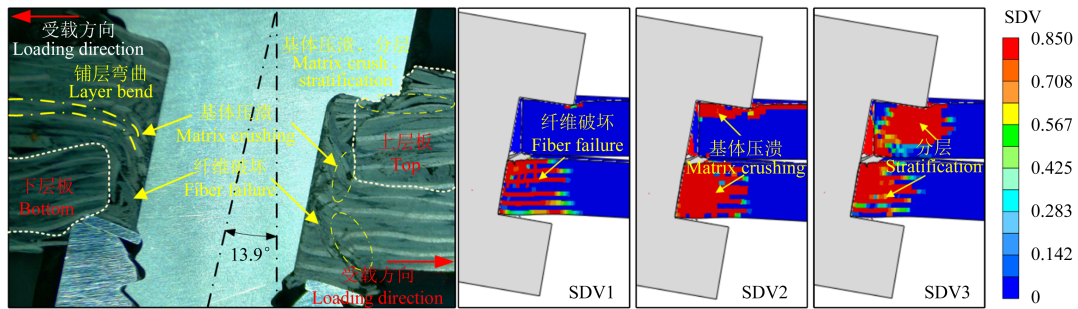 受载方向
Loading direction
铺层弯曲
Layer bend
基体压溃、分层
Matrix crush、
stratification
基体压溃
Matrix crushing
上层板
Top
纤维破坏
Fiber failure
下层板
Bottom
13.9°
受载方向
Loading direction
纤维破坏
Fiber failure
SDV1
基体压溃
Matrix crushing
SDV2
分层
Stratification
SDV3
SDV
0.850
0.708
0.567
0.425
0.283
0.142
0